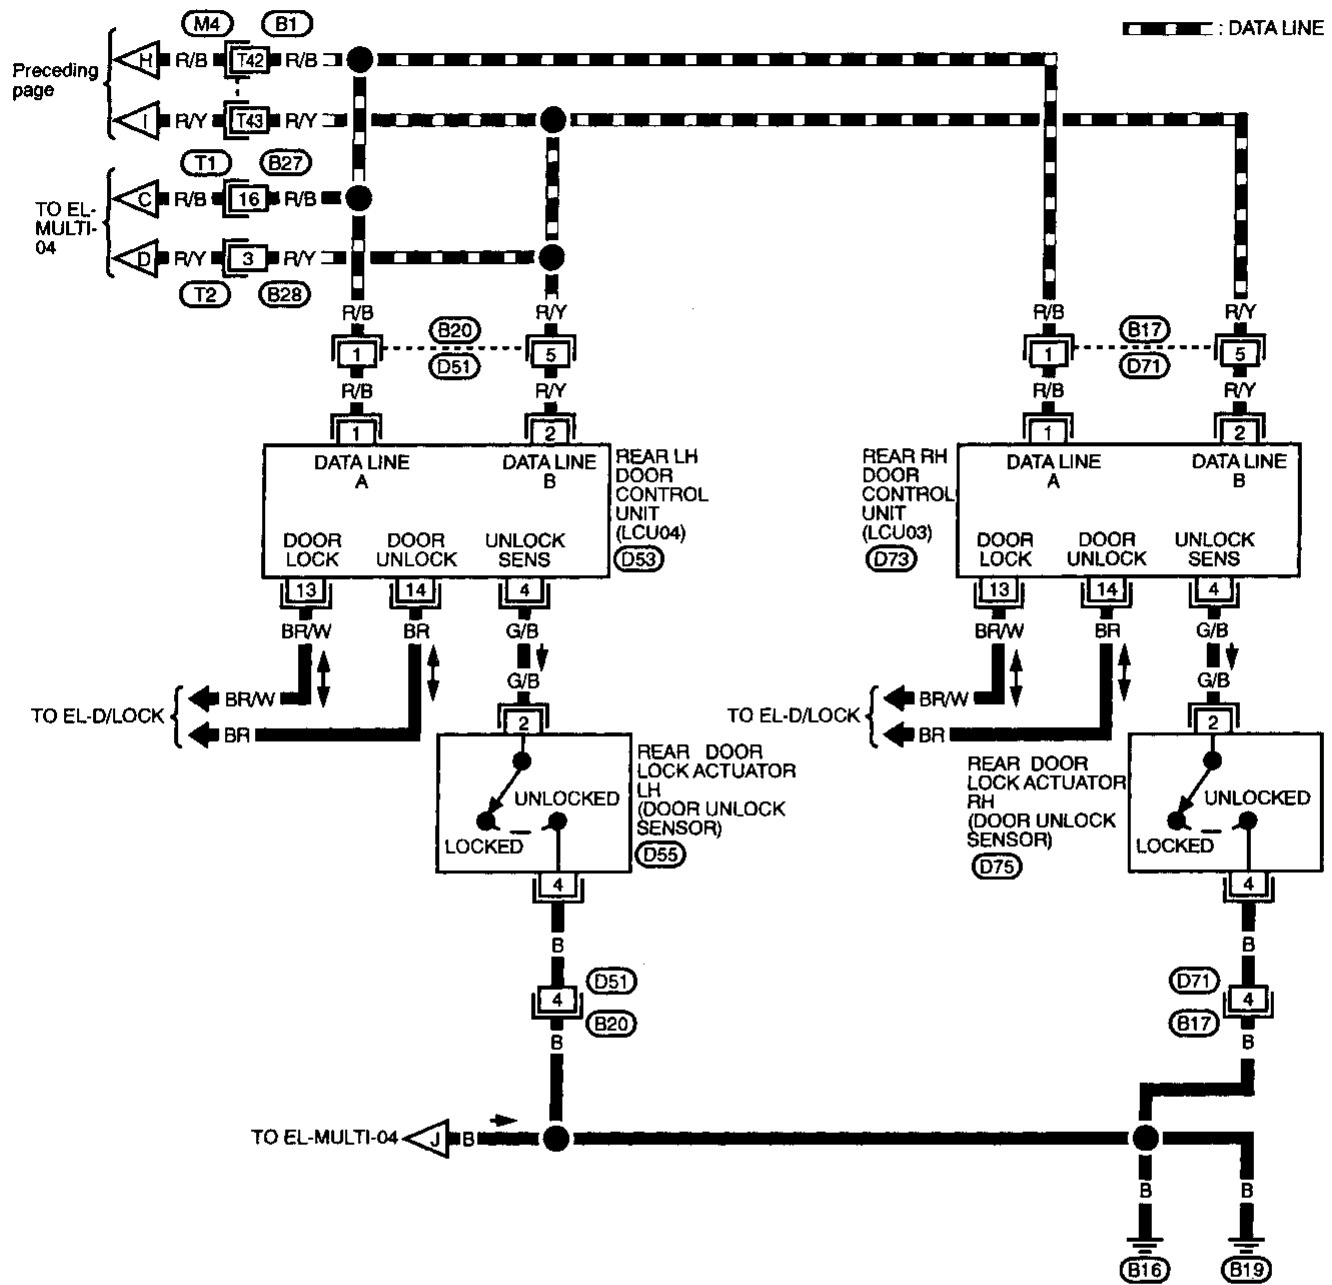 M4 B1
: DATA LINE
Preceding
page
H R/B T42 R/B
I R/Y T43 R/Y
T1 B27
TO EL-
MULTI-
04
C R/B 16 R/B
D R/Y 3 R/Y
T2 B28
R/B R/Y R/B R/Y
B20 B17
1 5 1 5
D51 D71
R/B R/Y R/B R/Y
1 2 1 2
DATA LINE
A
DATA LINE
B
DOOR
LOCK
DOOR
UNLOCK
UNLOCK
SENS
REAR LH
DOOR
CONTROL
UNIT
(LCU04)
D53
REAR RH
DOOR
CONTROL
UNIT
(LCU03)
D73
DATA LINE
A
DATA LINE
B
DOOR
LOCK
DOOR
UNLOCK
UNLOCK
SENS
13 14 4 13 14 4
BR/W BR G/B BR/W BR G/B
G/B G/B
TO EL-D/LOCK
BR/W
BR
TO EL-D/LOCK
BR/W
BR
2 2
UNLOCKED
LOCKED
REAR DOOR
LOCK ACTUATOR
LH
(DOOR UNLOCK
SENSOR)
D55
REAR DOOR
LOCK ACTUATOR
RH
(DOOR UNLOCK
SENSOR)
D75
UNLOCKED
LOCKED
4 4
B B
D51 D71
4 4
B20 B17
B B
TO EL-MULTI-04 J B
B B
B16 B19